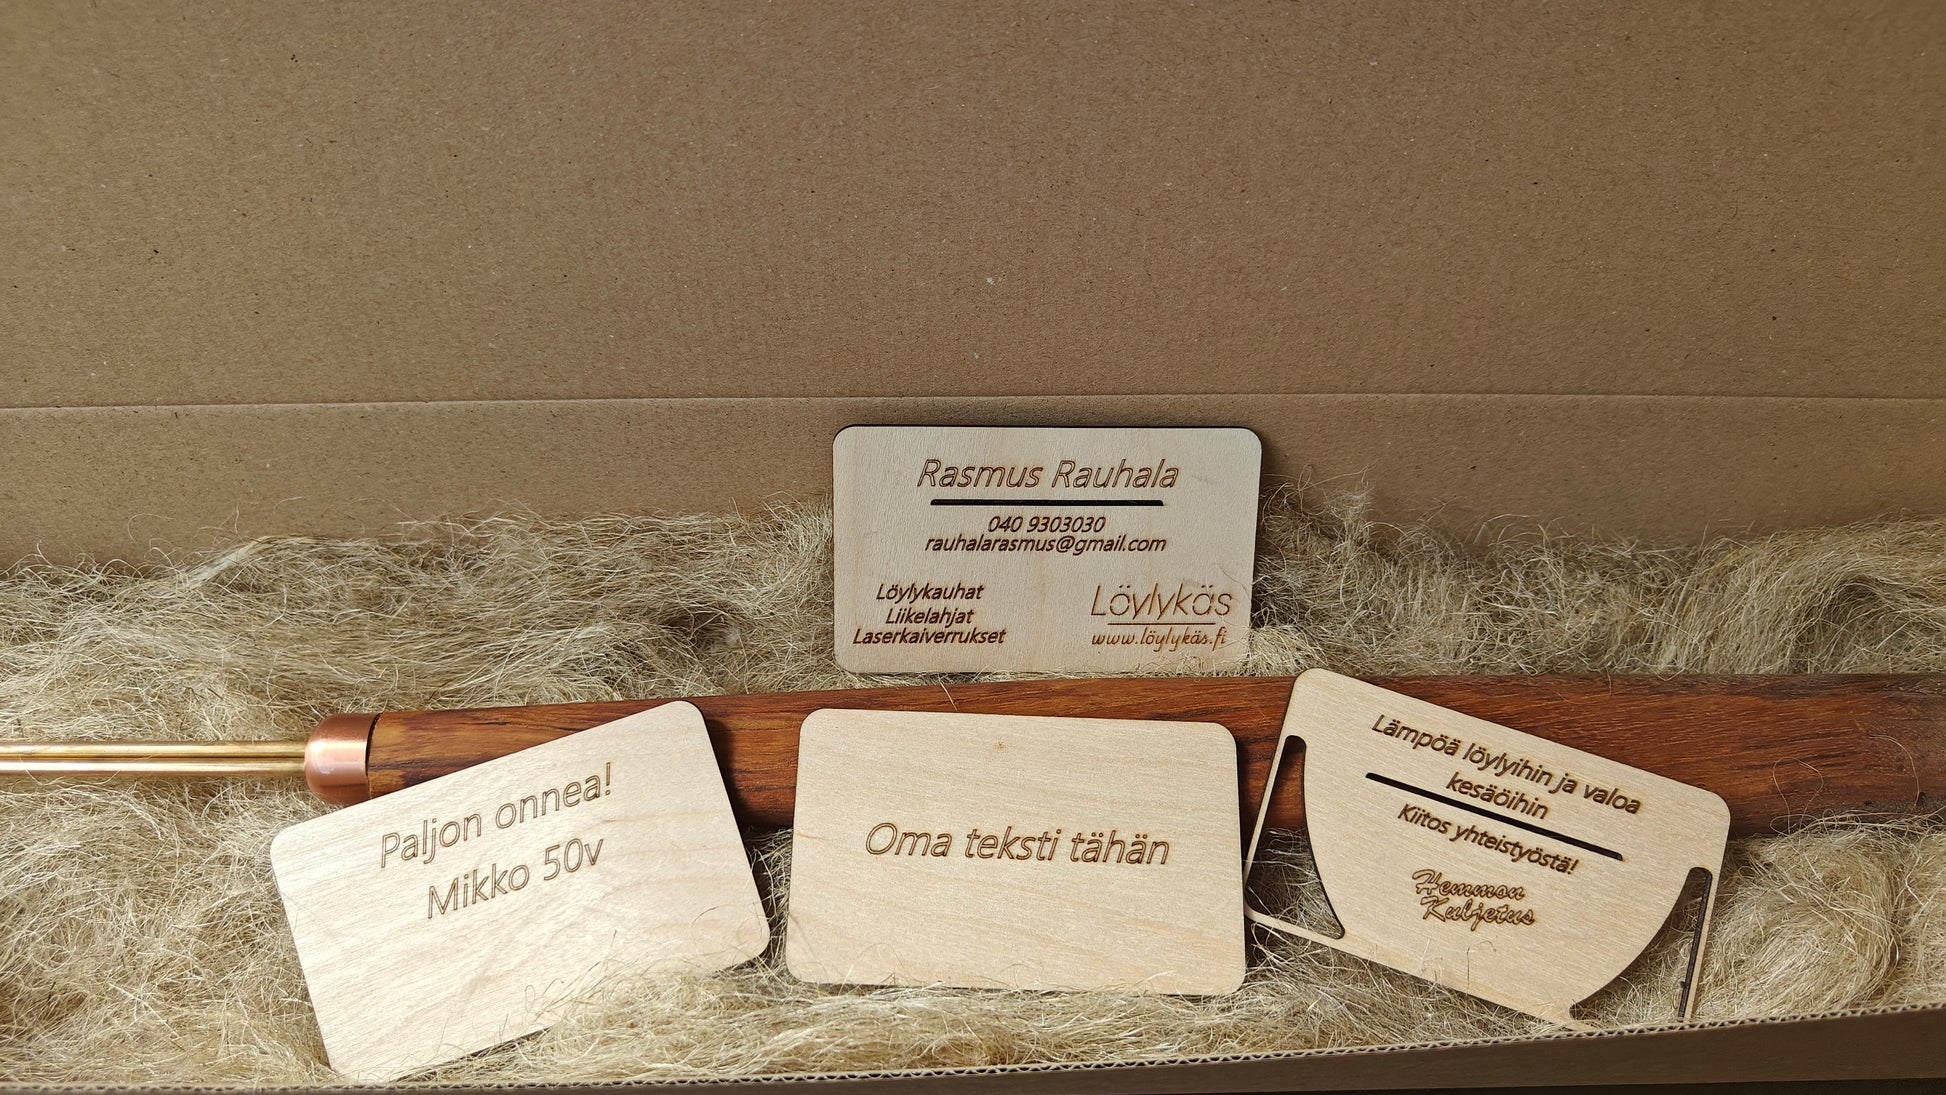 Rasmus Rauhala
040 9303030
rauhalarasmus@gmail.com
Löylykauhat
Liikelahjat
Laserkaiverrukset
Löylykäs
www.löylykäs.fi
Paljon onnea!
Mikko 50v
Oma teksti tähän
Lämpöä löylyihin ja valoa
kesäöihin
Kiitos yhteistyöstä!
Hemmon
Kuljetus